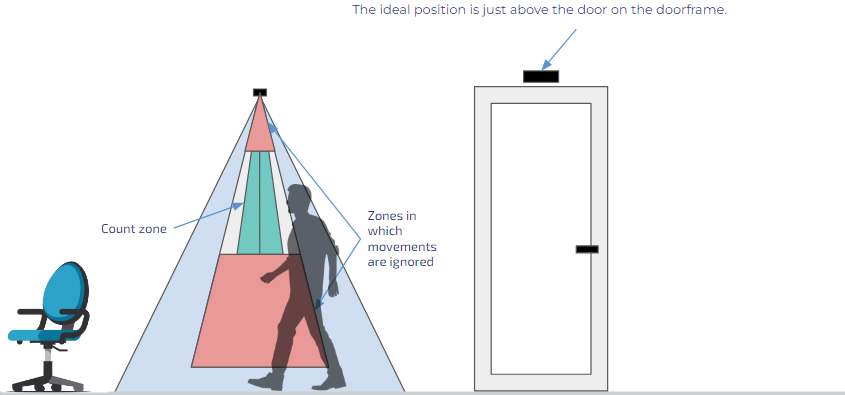 The ideal position is just above the door on the doorframe.
Count zone
Zones in
which
movements
are ignored